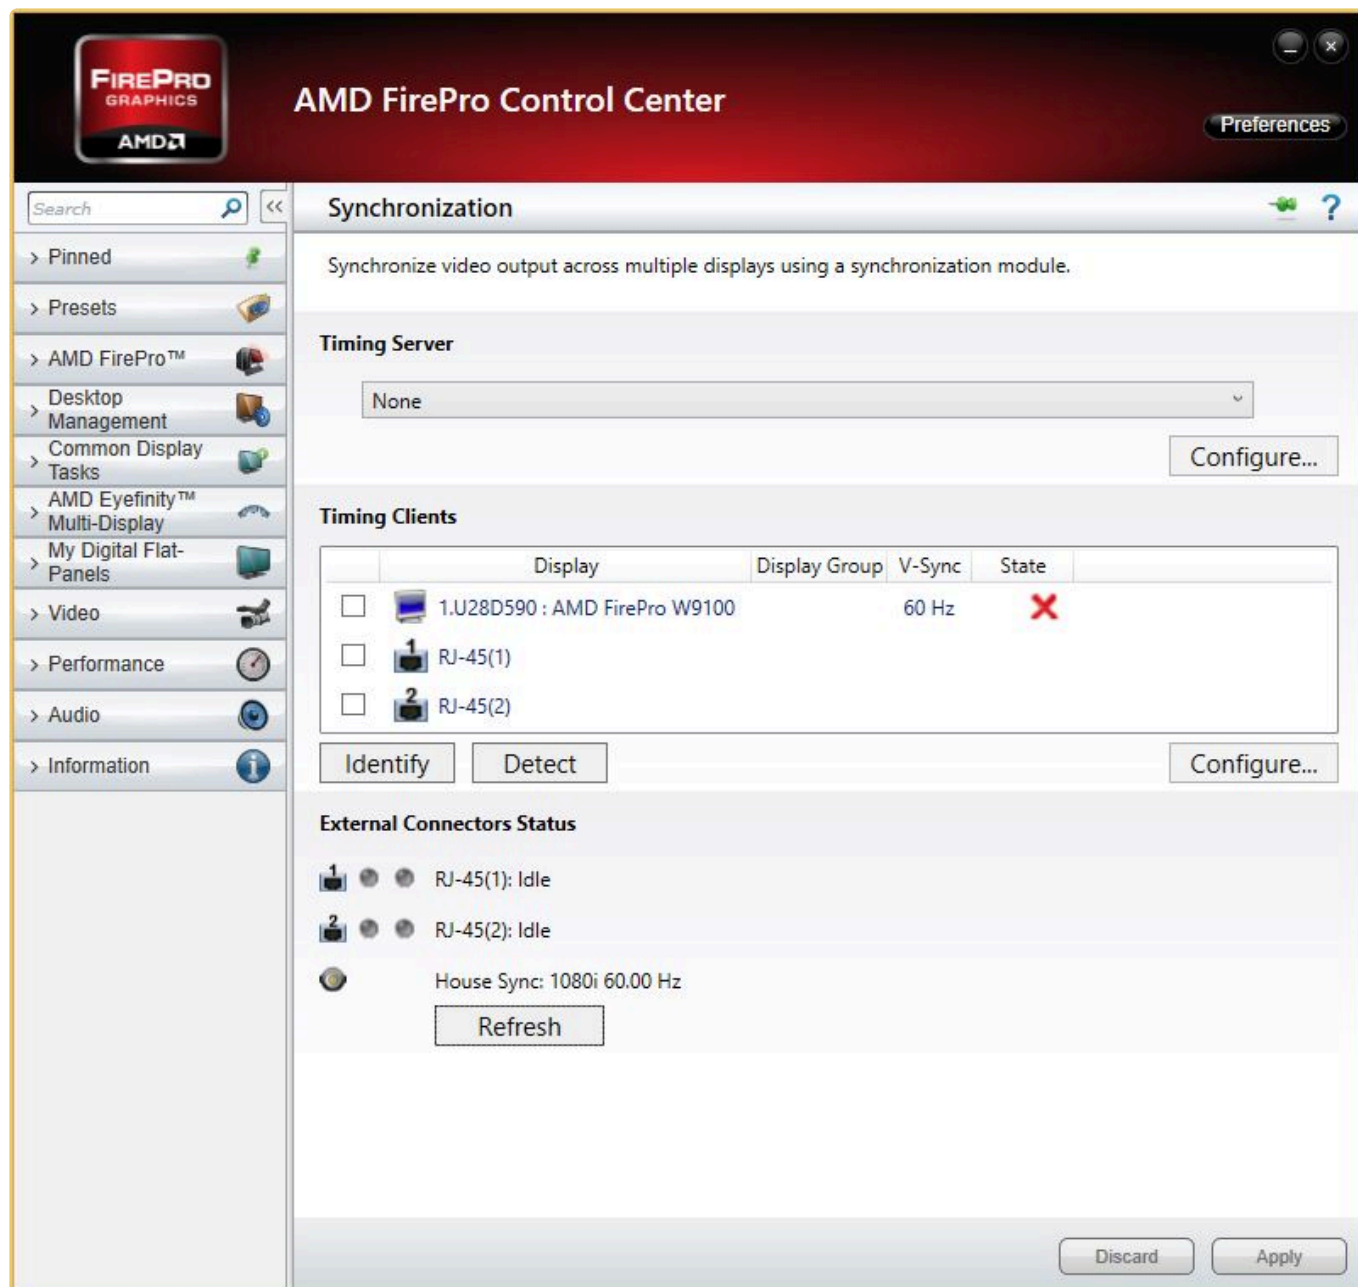 FIREPRO
GRAPHICS
AMD
AMD FirePro Control Center
Preferences
Search
<<
Synchronization
?
> Pinned
Synchronize video output across multiple displays using a synchronization module.
> Presets
Timing Server
> AMD FirePro™
None
> Desktop
Management
Configure...
> Common Display
Tasks
> AMD Eyefinity™
Multi-Display
Timing Clients
> My Digital Flat-
Panels
Display Display Group V-Sync State
> Video
1.U28D590 : AMD FirePro W9100 60 Hz
> Performance
1 RJ-45(1)
> Audio
2 RJ-45(2)
> Information
Identify Detect Configure...
External Connectors Status
1 RJ-45(1): Idle
2 RJ-45(2): Idle
House Sync: 1080i 60.00 Hz
Refresh
Discard Apply